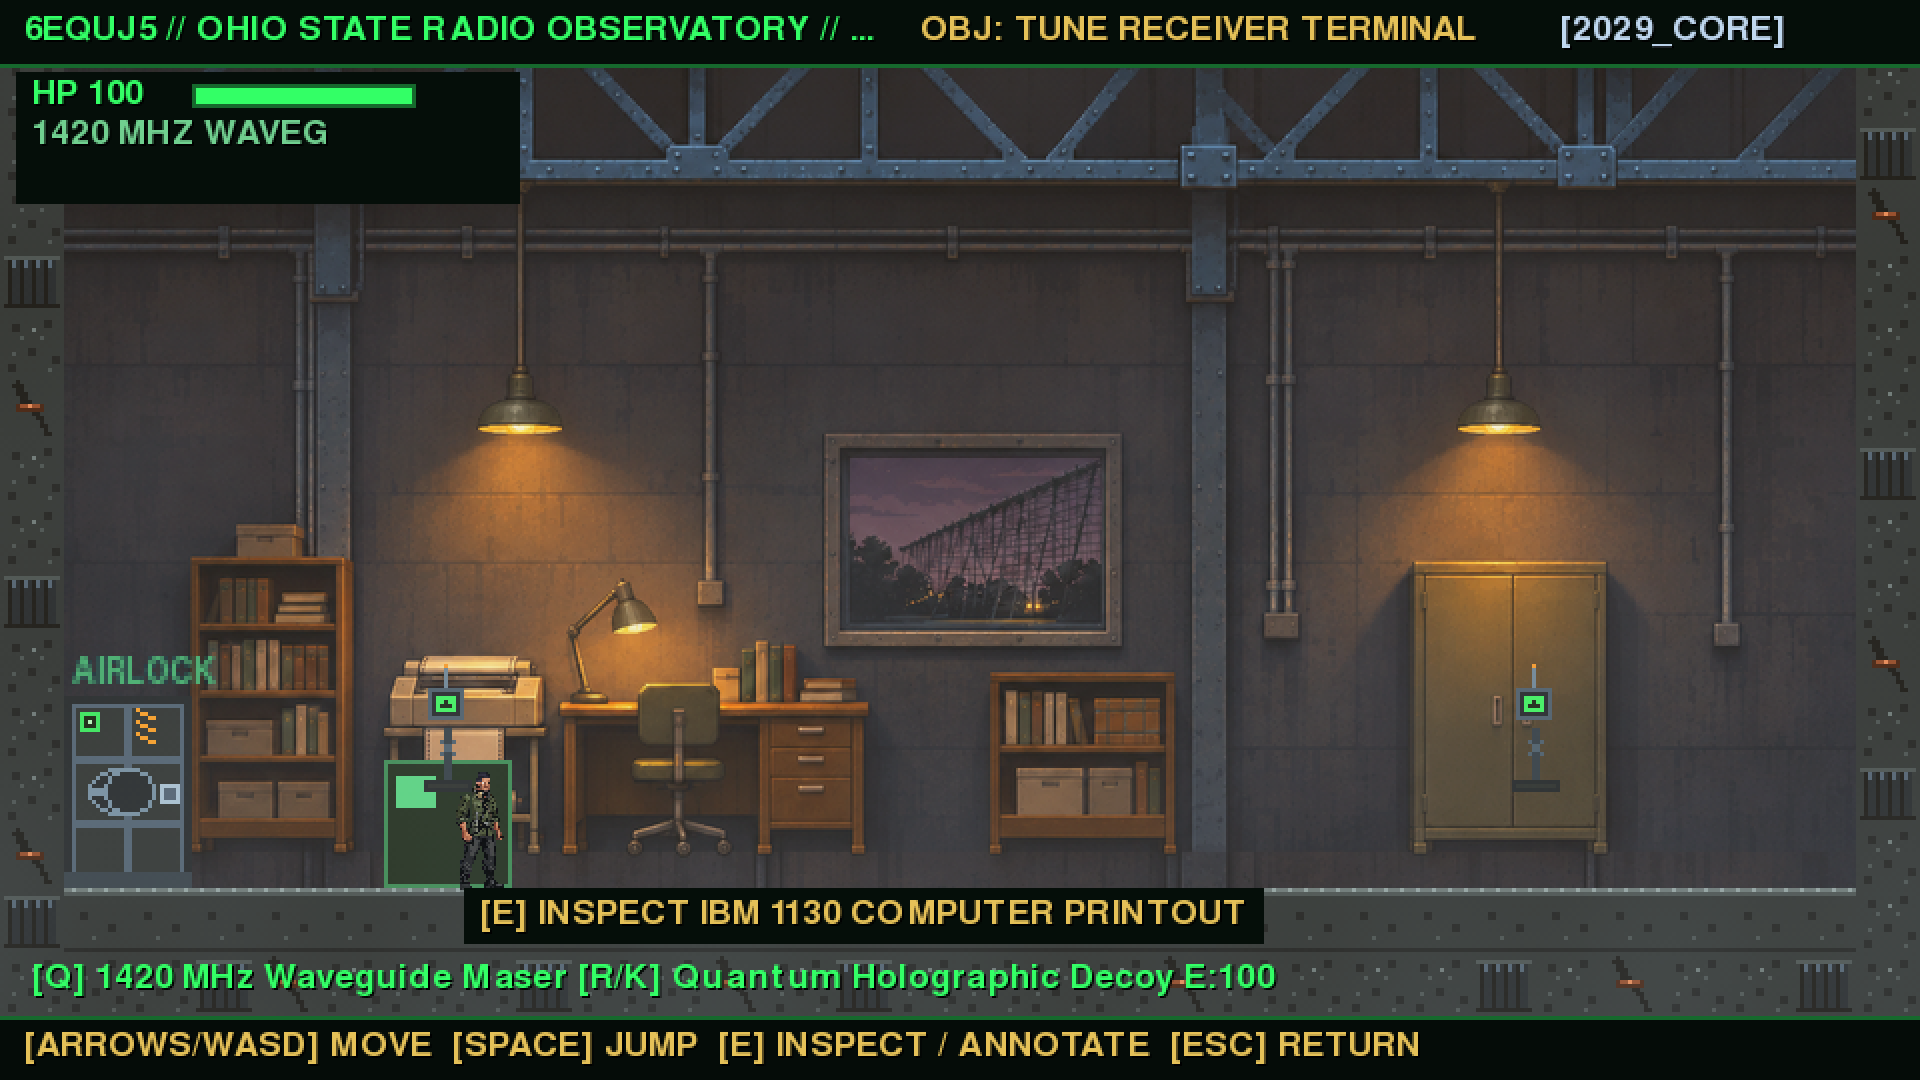 6EQUJ5 // OHIO STATE RADIO OBSERVATORY // ... OBJ: TUNE RECEIVER TERMINAL [2029_CORE]
HP 100
1420 MHZ WAVEG
AIRLOCK
[E] INSPECT IBM 1130 COMPUTER PRINTOUT
[Q] 1420 MHz Waveguide Maser [R/K] Quantum Holographic Decoy E:100
[ARROWS/WASD] MOVE [SPACE] JUMP [E] INSPECT / ANNOTATE [ESC] RETURN